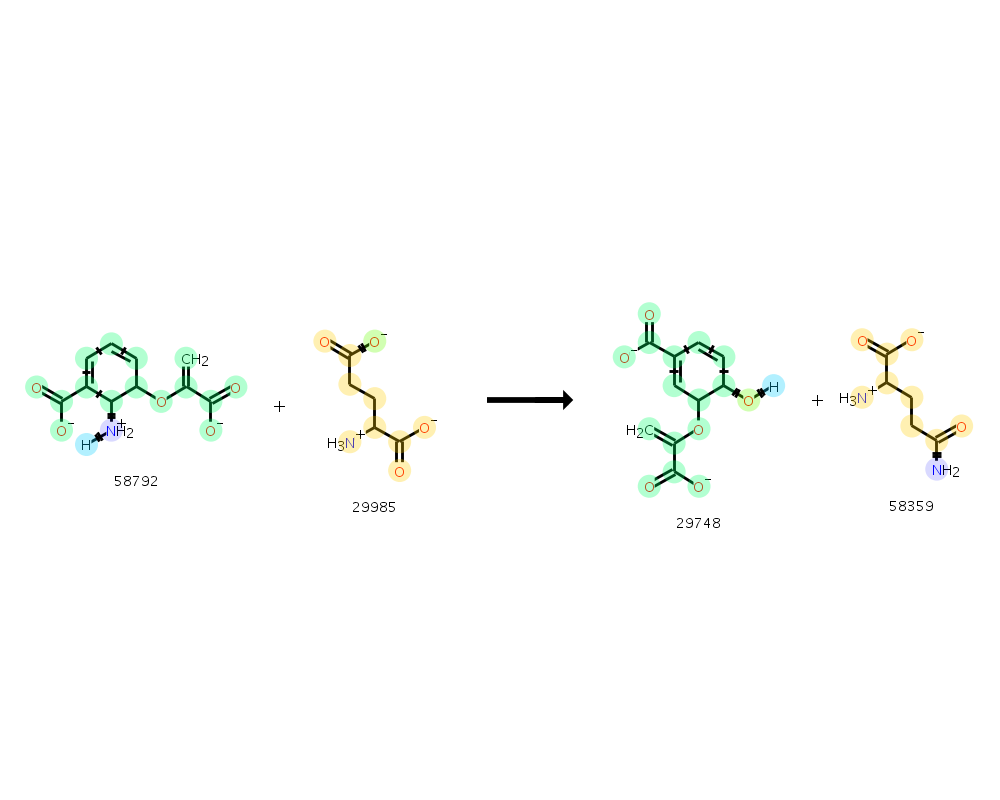 O O⁻ O CH2 O O⁻ H NH2⁺
58792
+
O O⁻ H3N⁺ O⁻ O
29985
O O⁻ H2C O O O⁻ O H
29748
+
O O⁻ H3N⁺ O NH2
58359